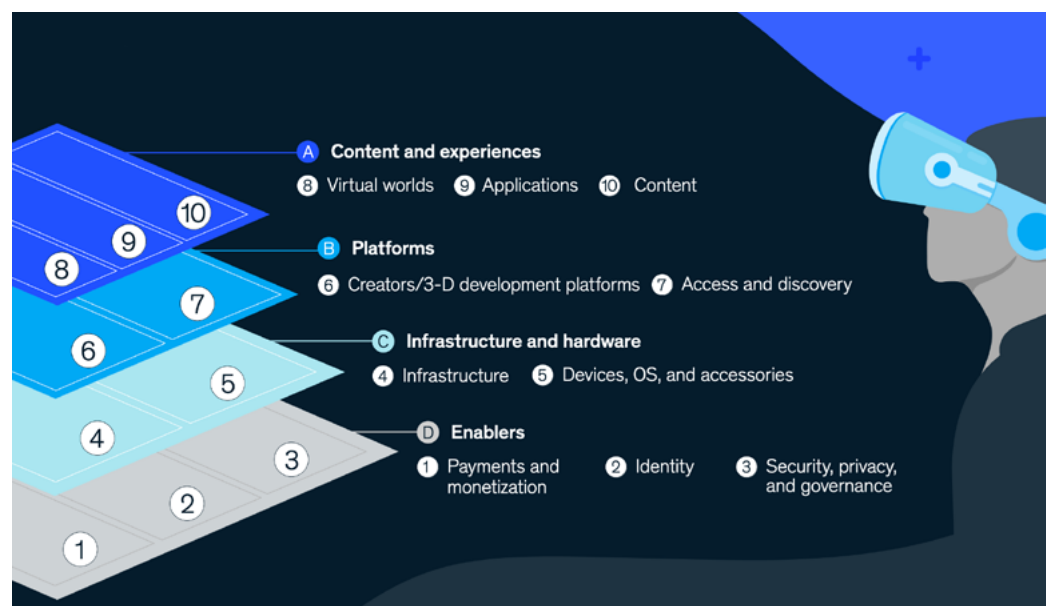 A Content and experiences
8 Virtual worlds 9 Applications 10 Content
10
9
8
B Platforms
6 Creators/3-D development platforms 7 Access and discovery
7
6
C Infrastructure and hardware
4 Infrastructure 5 Devices, OS, and accessories
5
4
D Enablers
1 Payments and monetization 2 Identity 3 Security, privacy, and governance
3
2
1